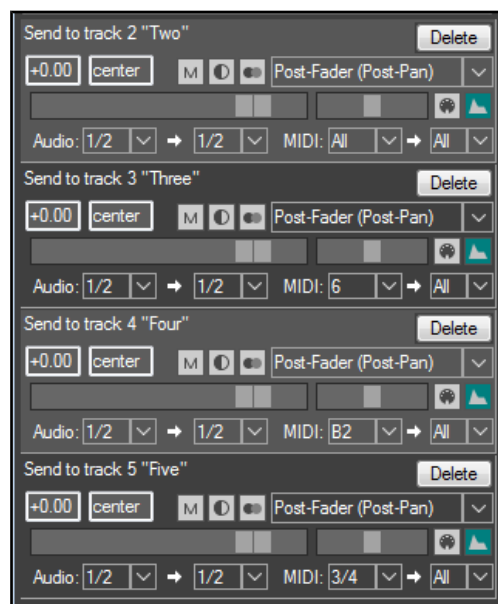 Send to track 2 "Two" Delete
+0.00 center M Post-Fader (Post-Pan)
Audio: 1/2 → 1/2 MIDI: All → All
Send to track 3 "Three" Delete
+0.00 center M Post-Fader (Post-Pan)
Audio: 1/2 → 1/2 MIDI: 6 → All
Send to track 4 "Four" Delete
+0.00 center M Post-Fader (Post-Pan)
Audio: 1/2 → 1/2 MIDI: B2 → All
Send to track 5 "Five" Delete
+0.00 center M Post-Fader (Post-Pan)
Audio: 1/2 → 1/2 MIDI: 3/4 → All